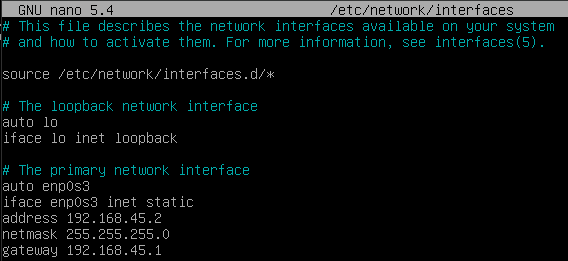 GNU nano 5.4 /etc/network/interfaces
# This file describes the network interfaces available on your system
# and how to activate them. For more information, see interfaces(5).
source /etc/network/interfaces.d/*
# The loopback network interface
auto lo
iface lo inet loopback
# The primary network interface
auto enp0s3
iface enp0s3 inet static
address 192.168.45.2
netmask 255.255.255.0
gateway 192.168.45.1